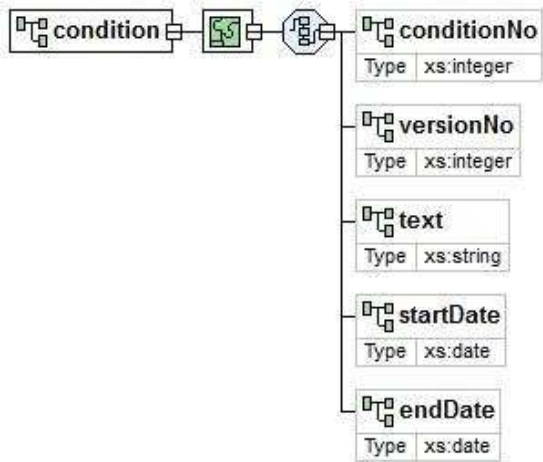 condition
conditionNo
Type xs:integer
versionNo
Type xs:integer
text
Type xs:string
startDate
Type xs:date
endDate
Type xs:date